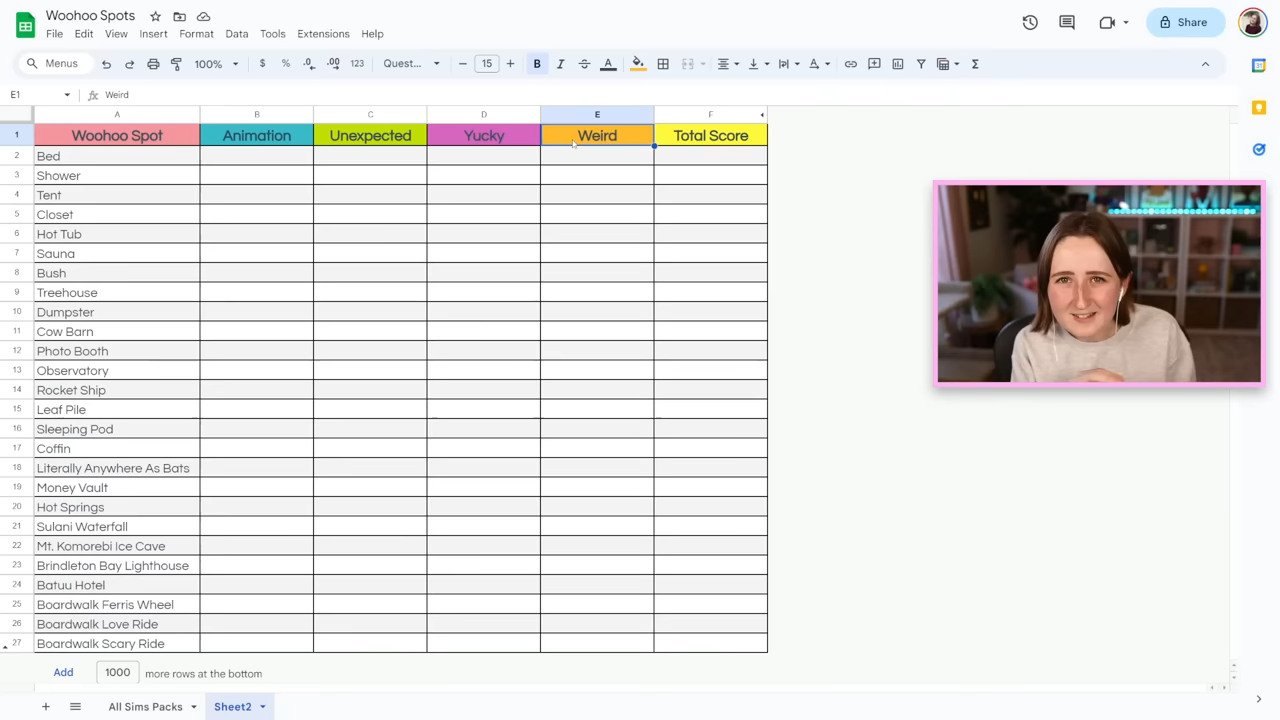 Woohoo Spots
File Edit View Insert Format Data Tools Extensions Help
Share
Menus 100% $ % .0 .00 123 Quest... 15 B I A
E1 Weird
A B C D E F
1 Woohoo Spot Animation Unexpected Yucky Weird Total Score
2 Bed
3 Shower
4 Tent
5 Closet
6 Hot Tub
7 Sauna
8 Bush
9 Treehouse
10 Dumpster
11 Cow Barn
12 Photo Booth
13 Observatory
14 Rocket Ship
15 Leaf Pile
16 Sleeping Pod
17 Coffin
18 Literally Anywhere As Bats
19 Money Vault
20 Hot Springs
21 Sulani Waterfall
22 Mt. Komorebi Ice Cave
23 Brindleton Bay Lighthouse
24 Batuu Hotel
25 Boardwalk Ferris Wheel
26 Boardwalk Love Ride
27 Boardwalk Scary Ride
Add 1000 more rows at the bottom
All Sims Packs Sheet2